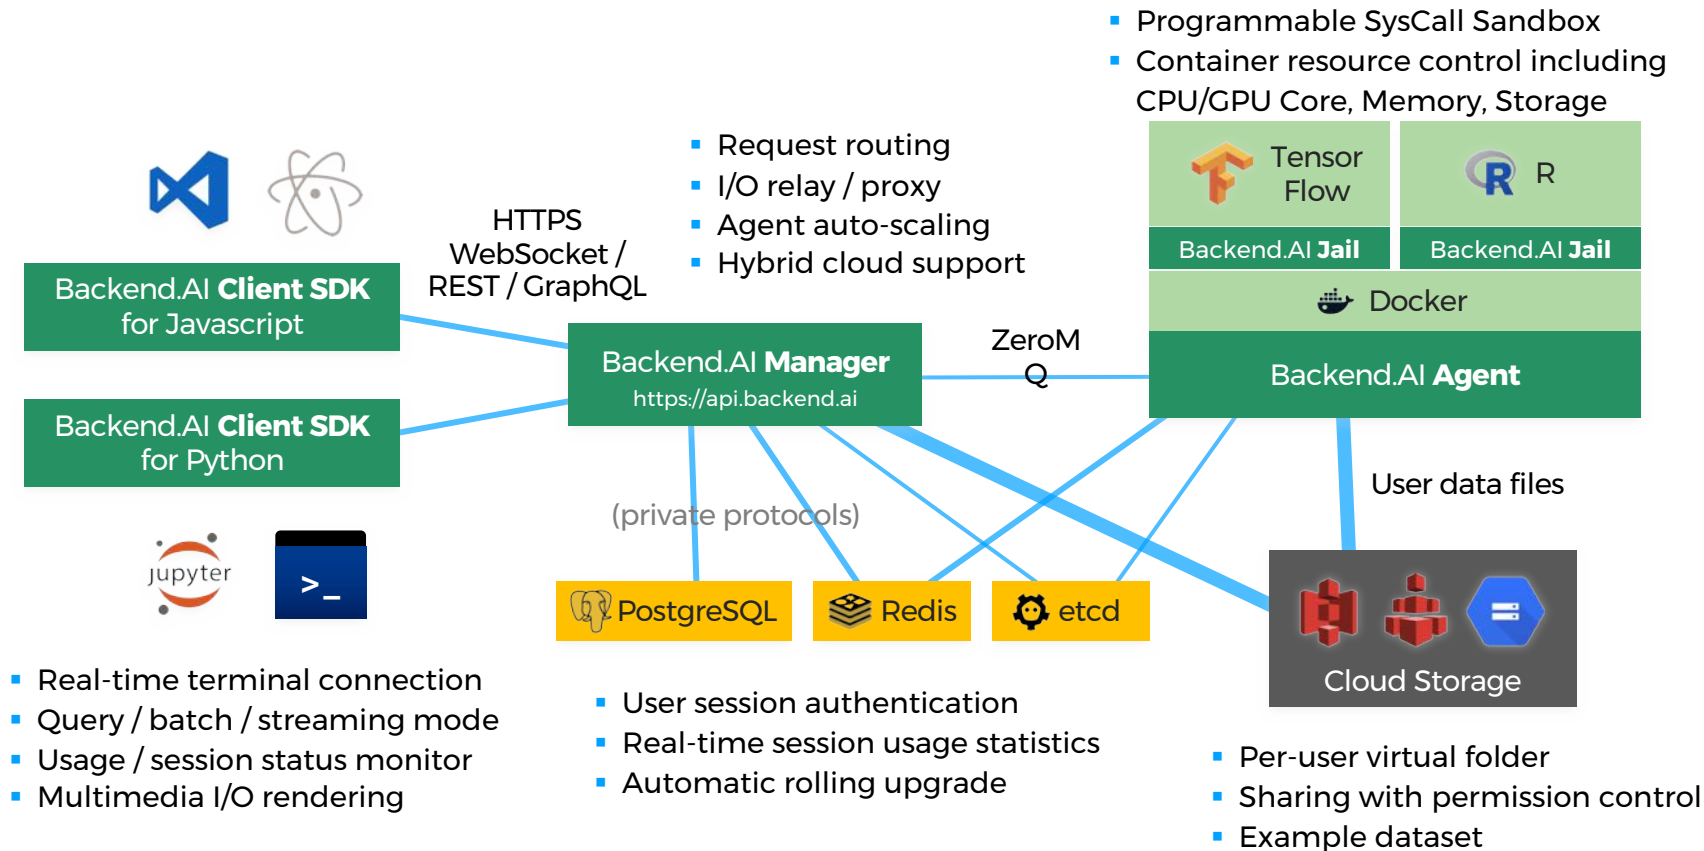 Programmable SysCall Sandbox
Container resource control including
CPU/GPU Core, Memory, Storage
Request routing
I/O relay / proxy
Agent auto-scaling
Hybrid cloud support
HTTPS
WebSocket /
REST / GraphQL
Tensor
Flow
R
R
Backend.AI Jail
Backend.AI Jail
Docker
Backend.AI Agent
Backend.AI Client SDK
for Javascript
Backend.AI Manager
https://api.backend.ai
ZeroM
Q
Backend.AI Client SDK
for Python
(private protocols)
User data files
jupyter
>_
PostgreSQL
Redis
etcd
Cloud Storage
Real-time terminal connection
Query / batch / streaming mode
Usage / session status monitor
Multimedia I/O rendering
User session authentication
Real-time session usage statistics
Automatic rolling upgrade
Per-user virtual folder
Sharing with permission control
Example dataset